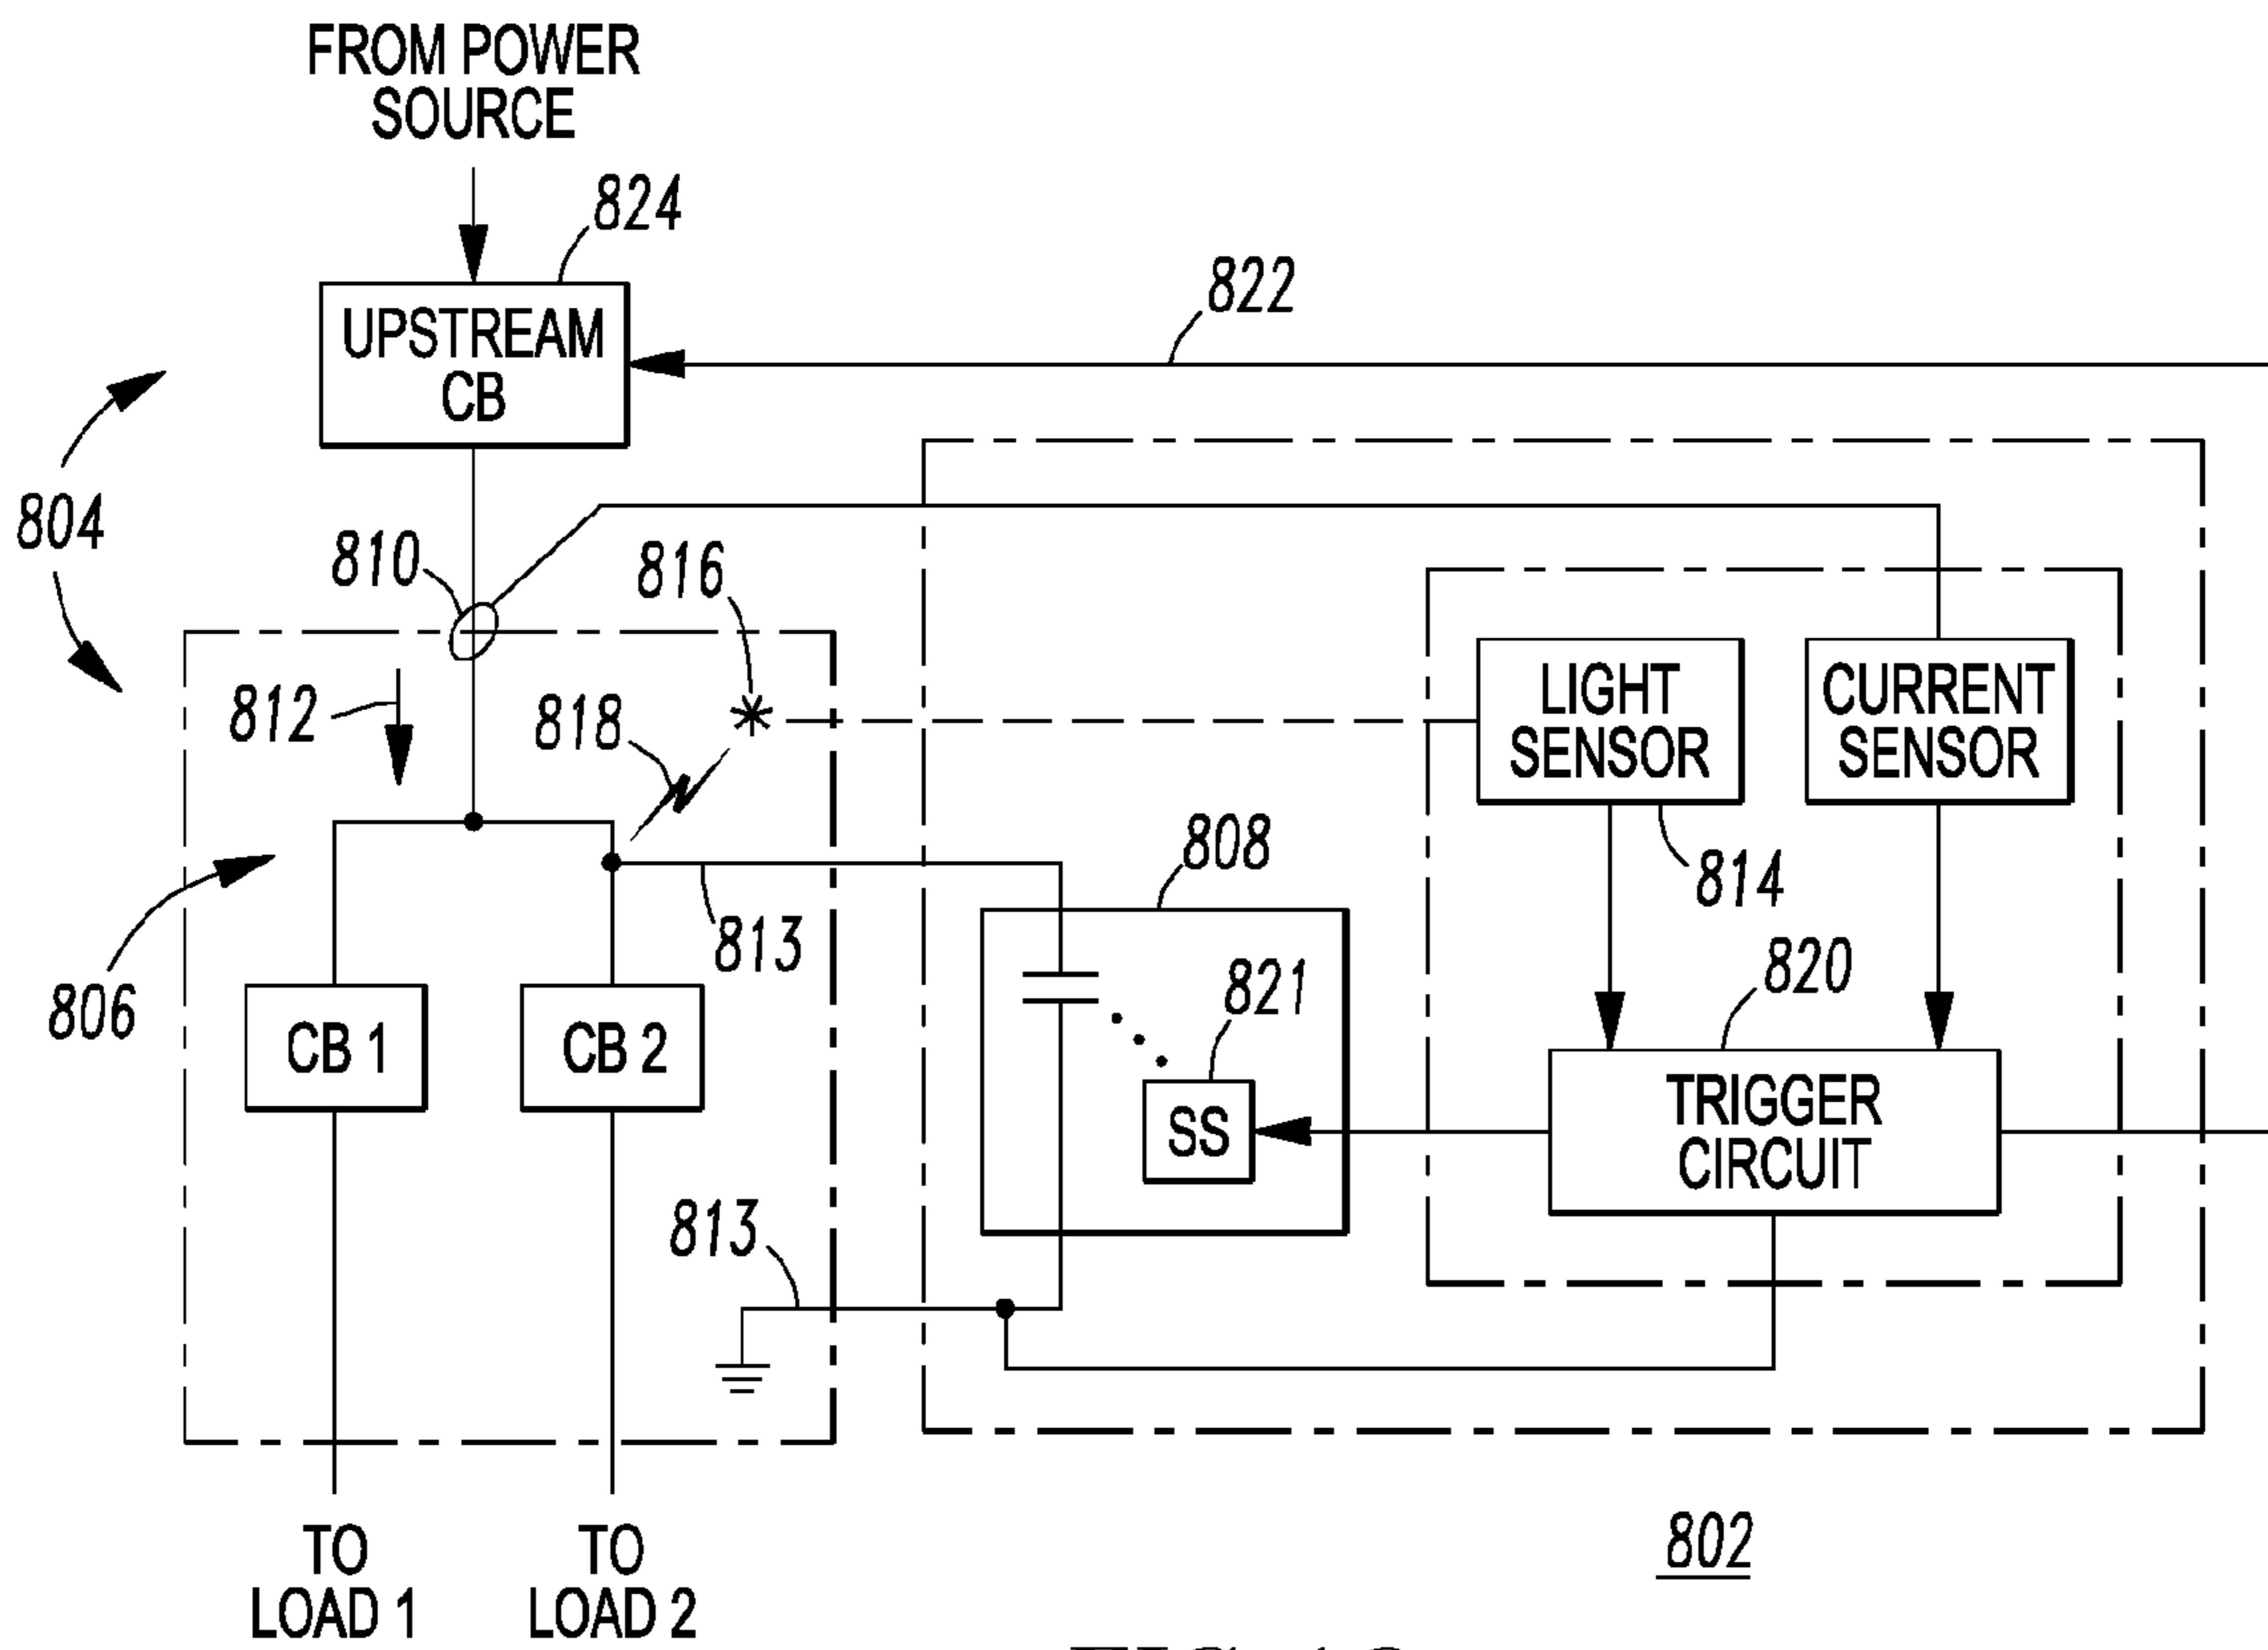 FROM POWER
SOURCE
824
822
UPSTREAM
CB
804
810
816
812
818
LIGHT
SENSOR
CURRENT
SENSOR
808
814
813
820
821
806
CB 1
CB 2
SS
TRIGGER
CIRCUIT
813
802
TO
LOAD 1
TO
LOAD 2